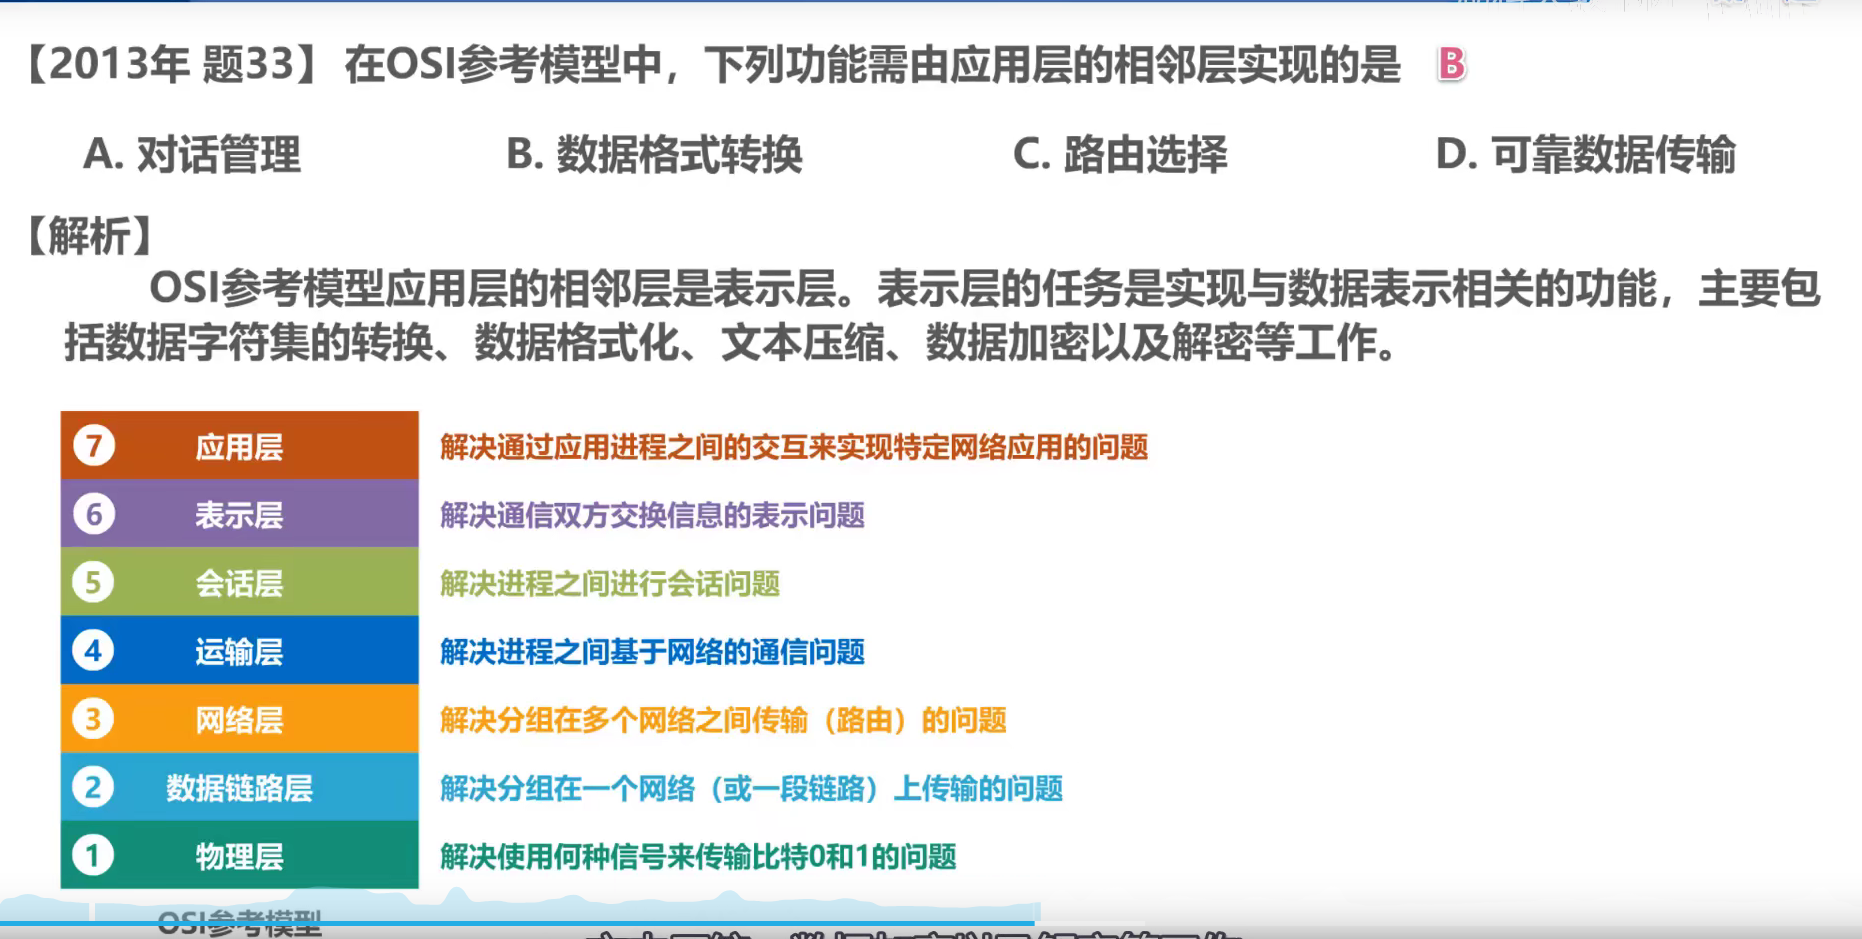 【2013年 题33】 在OSI参考模型中，下列功能需由应用层的相邻层实现的是 B
A. 对话管理 B. 数据格式转换 C. 路由选择 D. 可靠数据传输
【解析】
OSI参考模型应用层的相邻层是表示层。表示层的任务是实现与数据表示相关的功能，主要包
括数据字符集的转换、数据格式化、文本压缩、数据加密以及解密等工作。
7 应用层 解决通过应用进程之间的交互来实现特定网络应用的问题
6 表示层 解决通信双方交换信息的表示问题
5 会话层 解决进程之间进行会话问题
4 运输层 解决进程之间基于网络的通信问题
3 网络层 解决分组在多个网络之间传输（路由）的问题
2 数据链路层 解决分组在一个网络（或一段链路）上传输的问题
1 物理层 解决使用何种信号来传输比特0和1的问题
OSI参考模型